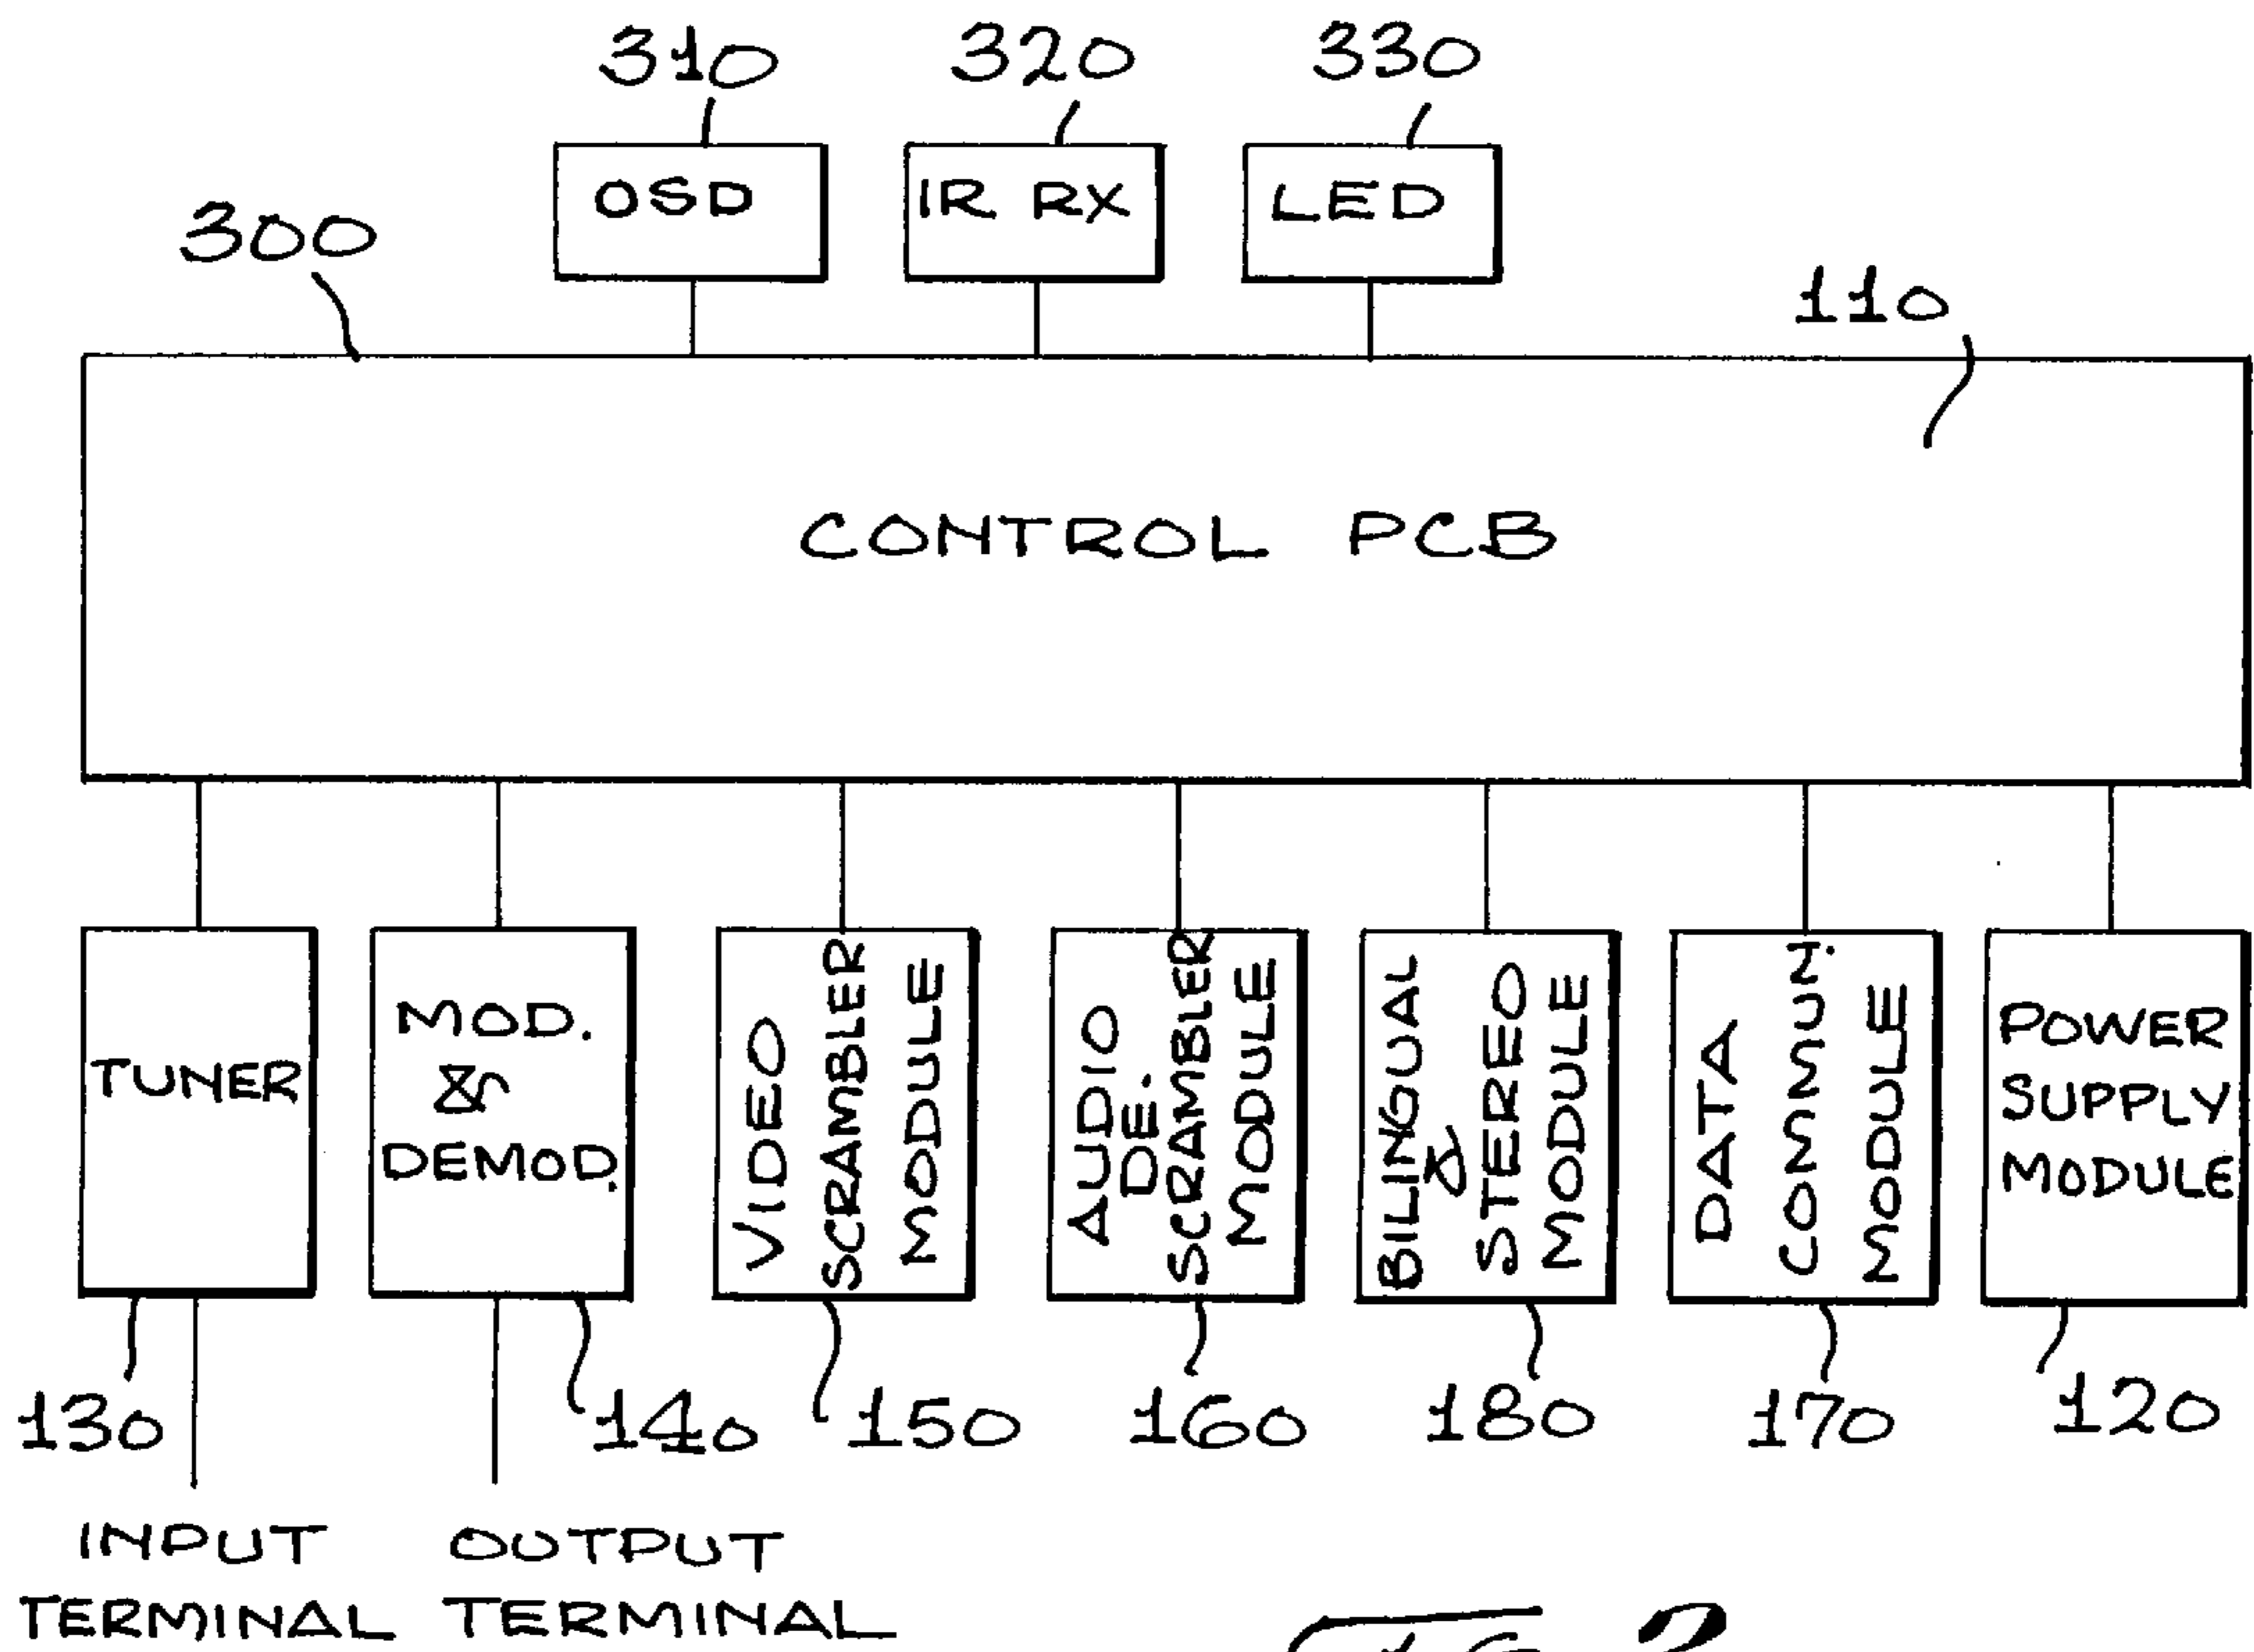 310 320 330
OSD
IR RX
LED
300
110
CONTROL PCB
TUNER
MOD.
&
DEMOD.
VIDEO
SCRAMBLER
MODULE
AUDIO
DE.
SCRAMBLER
MODULE
BILINGUAL
&
STEREO
MODULE
DATA
COMMUN.
MODULE
POWER
SUPPLY
MODULE
130 140 150 160 180 170 120
INPUT
TERMINAL
OUTPUT
TERMINAL